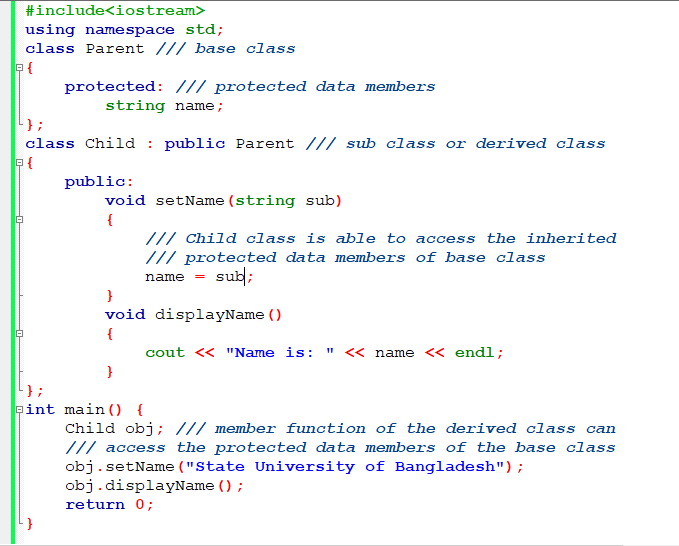 #include<iostream>
using namespace std;
class Parent /// base class
{
    protected: /// protected data members
        string name;
};
class Child : public Parent /// sub class or derived class
{
    public:
        void setName(string sub)
        {
            /// Child class is able to access the inherited
            /// protected data members of base class
            name = sub;
        }
        void displayName()
        {
            cout << "Name is: " << name << endl;
        }
};
int main() {
    Child obj; /// member function of the derived class can
    /// access the protected data members of the base class
    obj.setName("State University of Bangladesh");
    obj.displayName();
    return 0;
}